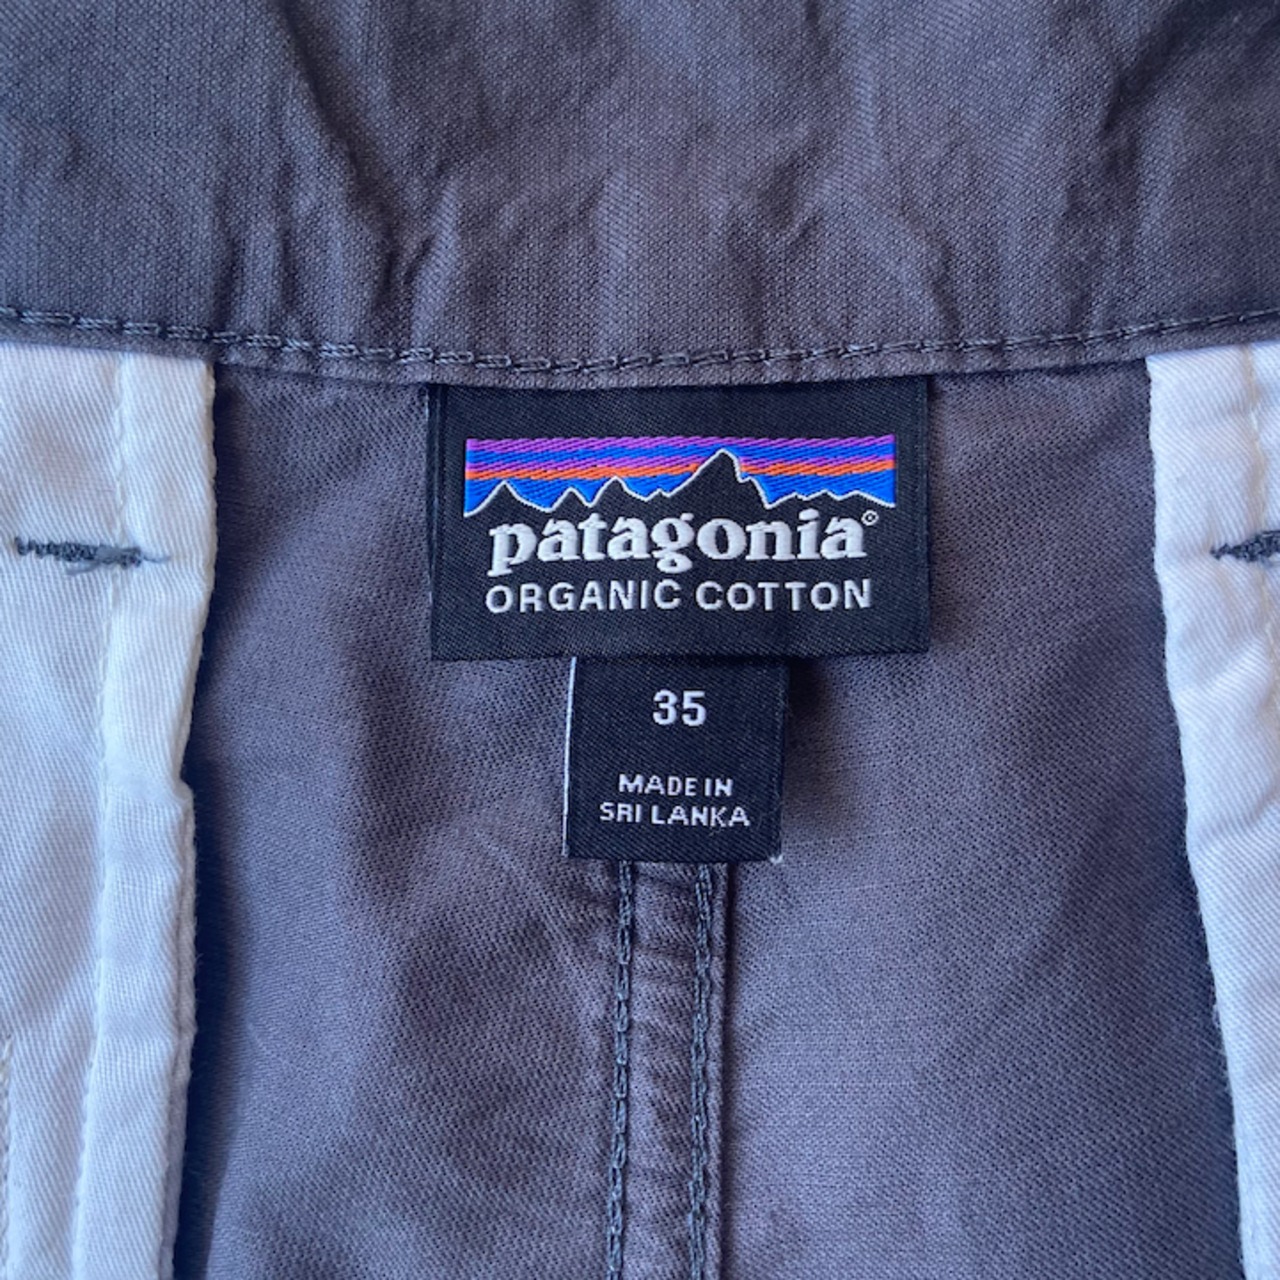 patagonia®
ORGANIC COTTON
35
MADE IN
SRI LANKA